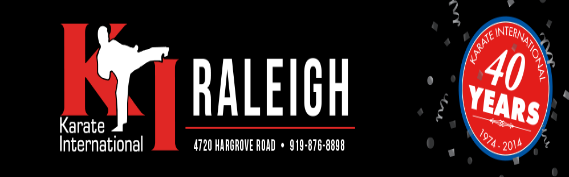 KI
Karate
International
RALEIGH
4720 HARGROVE ROAD • 919-876-8898
KARATE INTERNATIONAL
40
YEARS
1974 - 2014